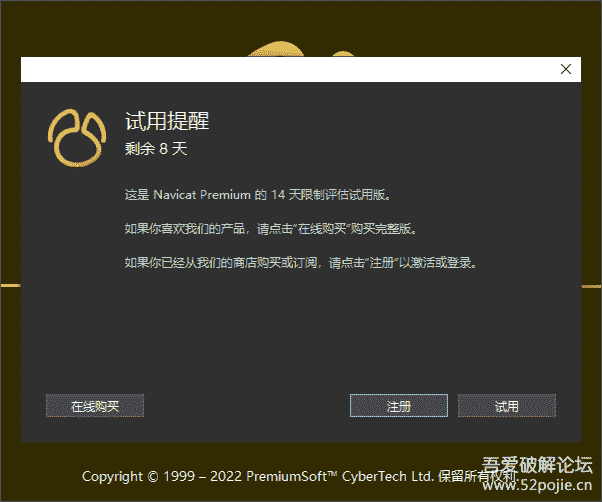 试用提醒
剩余 8 天
这是 Navicat Premium 的 14 天限制评估试用版。
如果你喜欢我们的产品，请点击“在线购买”购买完整版。
如果你已经从我们的商店购买或订阅，请点击“注册”以激活或登录。
在线购买
注册
试用
吾爱破解论坛
Copyright © 1999 – 2022 PremiumSoft™ CyberTech Ltd. 保留所有权利.
www.52pojie.cn